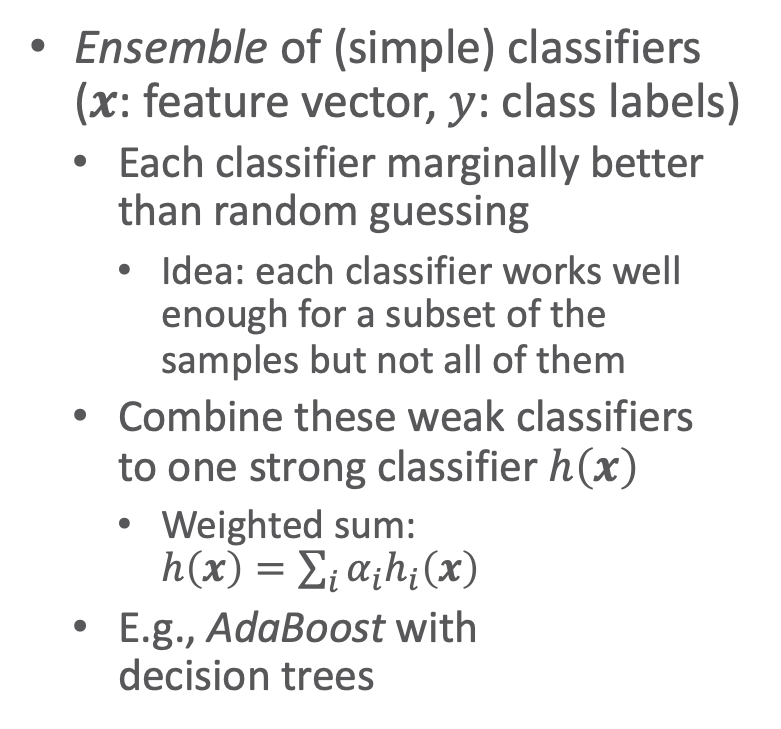 • Ensemble of (simple) classifiers
(x: feature vector, y: class labels)
• Each classifier marginally better
than random guessing
• Idea: each classifier works well
enough for a subset of the
samples but not all of them
• Combine these weak classifiers
to one strong classifier h(x)
• Weighted sum:
h(x) = ∑ᵢ αᵢhᵢ(x)
• E.g., AdaBoost with
decision trees